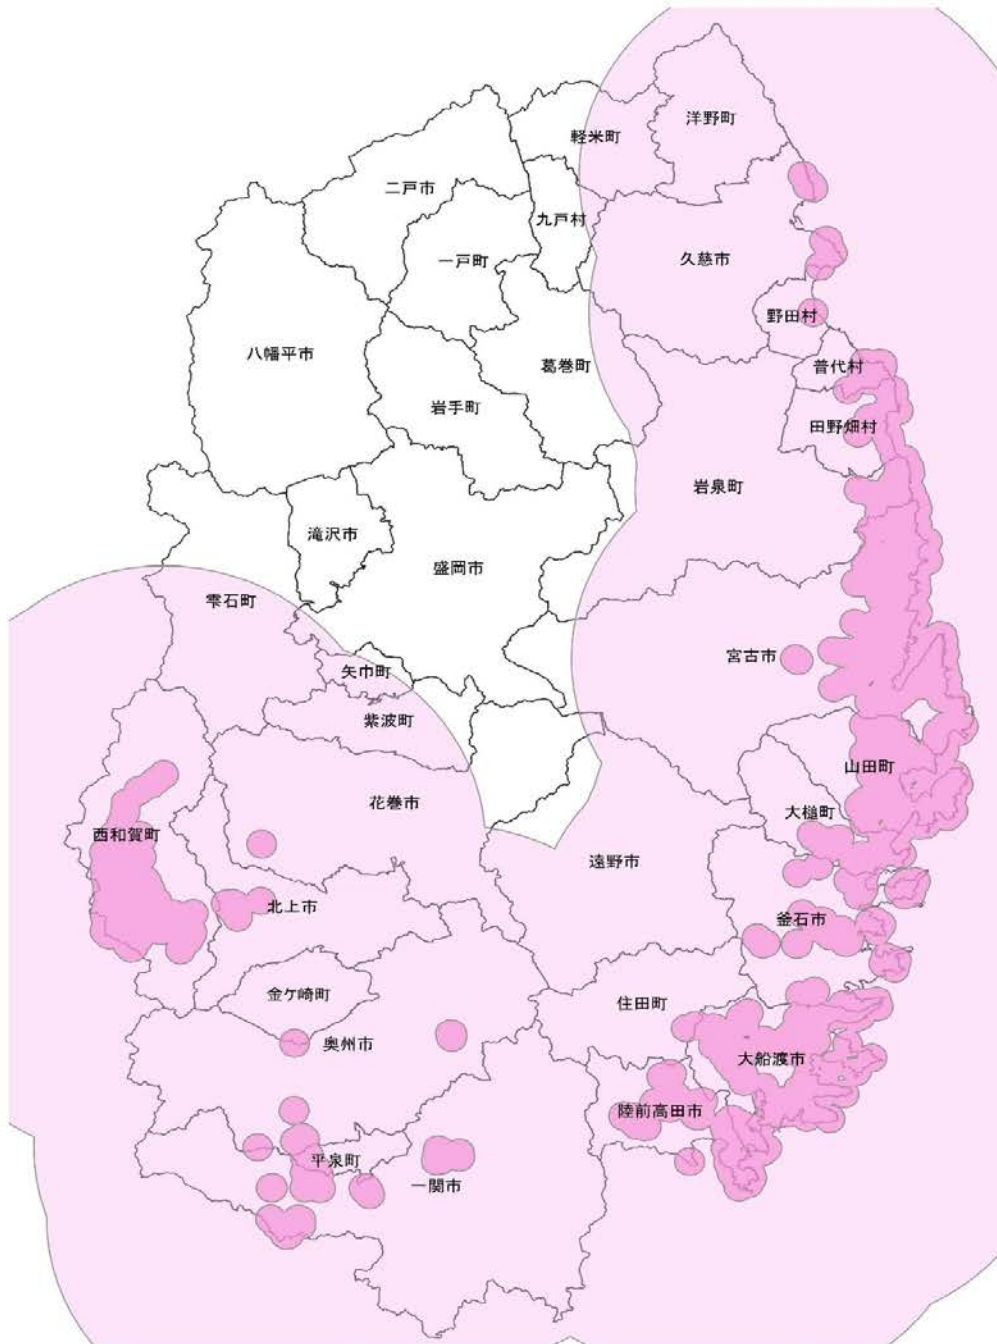 洋野町
軽米町
二戸市
九戸村
一戸町
久慈市
野田村
八幡平市
葛巻町
普代村
岩手町
田野畑村
岩泉町
滝沢市
盛岡市
雫石町
宮古市
矢巾町
紫波町
山田町
花巻市
大槌町
西和賀町
遠野市
北上市
釜石市
金ケ崎町
住田町
奥州市
大船渡市
陸前高田市
平泉町
一関市